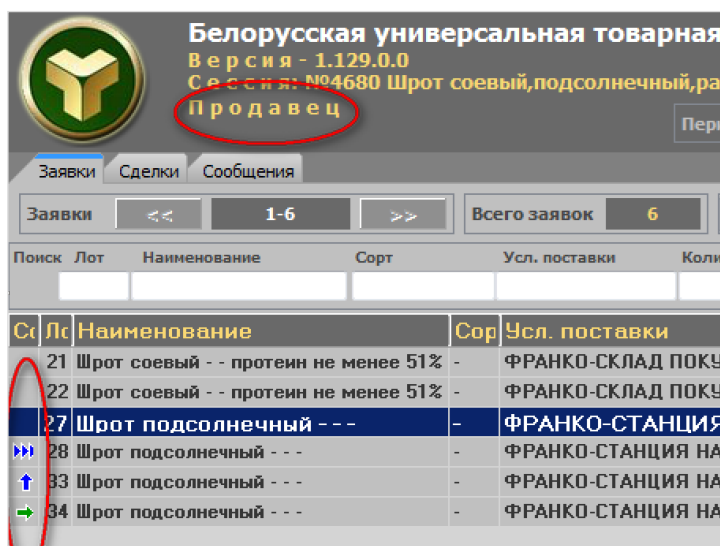 Белорусская универсальная товарная
Версия - 1.129.0.0
Сессия: №4680 Шрот соевый,подсолнечный,ра
Продавец
Пери
Заявки Сделки Сообщения
Заявки << 1-6 >> Всего заявок 6
Поиск Лот Наименование Сорт Усл. поставки Коли
Со Ло Наименование Сор Усл. поставки
21 Шрот соевый - - протеин не менее 51% - ФРАНКО-СКЛАД ПОКУ
22 Шрот соевый - - протеин не менее 51% - ФРАНКО-СКЛАД ПОКУ
27 Шрот подсолнечный - - - - ФРАНКО-СТАНЦИЯ
28 Шрот подсолнечный - - - - ФРАНКО-СТАНЦИЯ НА
33 Шрот подсолнечный - - - - ФРАНКО-СТАНЦИЯ НА
34 Шрот подсолнечный - - - - ФРАНКО-СТАНЦИЯ НА